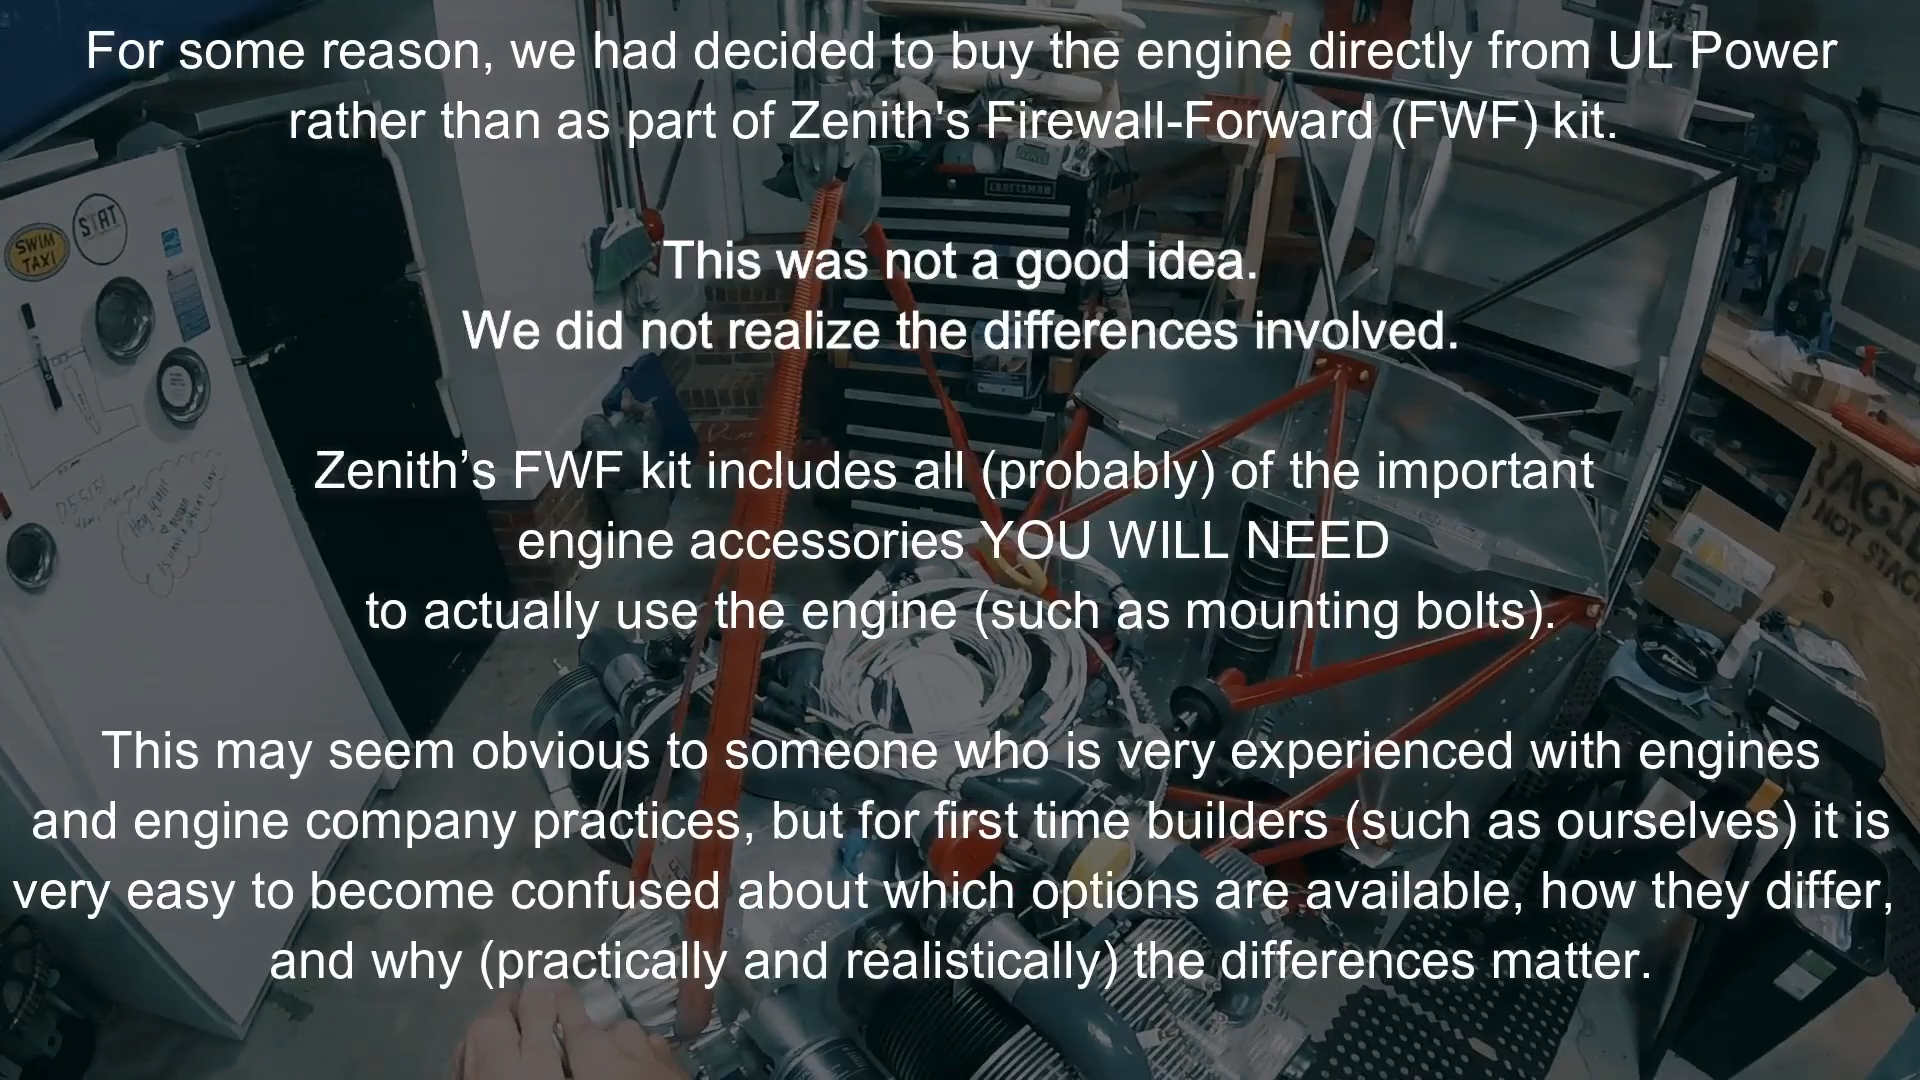 For some reason, we had decided to buy the engine directly from UL Power
rather than as part of Zenith's Firewall-Forward (FWF) kit.
This was not a good idea.
We did not realize the differences involved.
Zenith’s FWF kit includes all (probably) of the important
engine accessories YOU WILL NEED
to actually use the engine (such as mounting bolts).
This may seem obvious to someone who is very experienced with engines
and engine company practices, but for first time builders (such as ourselves) it is
very easy to become confused about which options are available, how they differ,
and why (practically and realistically) the differences matter.
CRAFTSMAN
SWIM
TAXI
STAT
NOT STACK